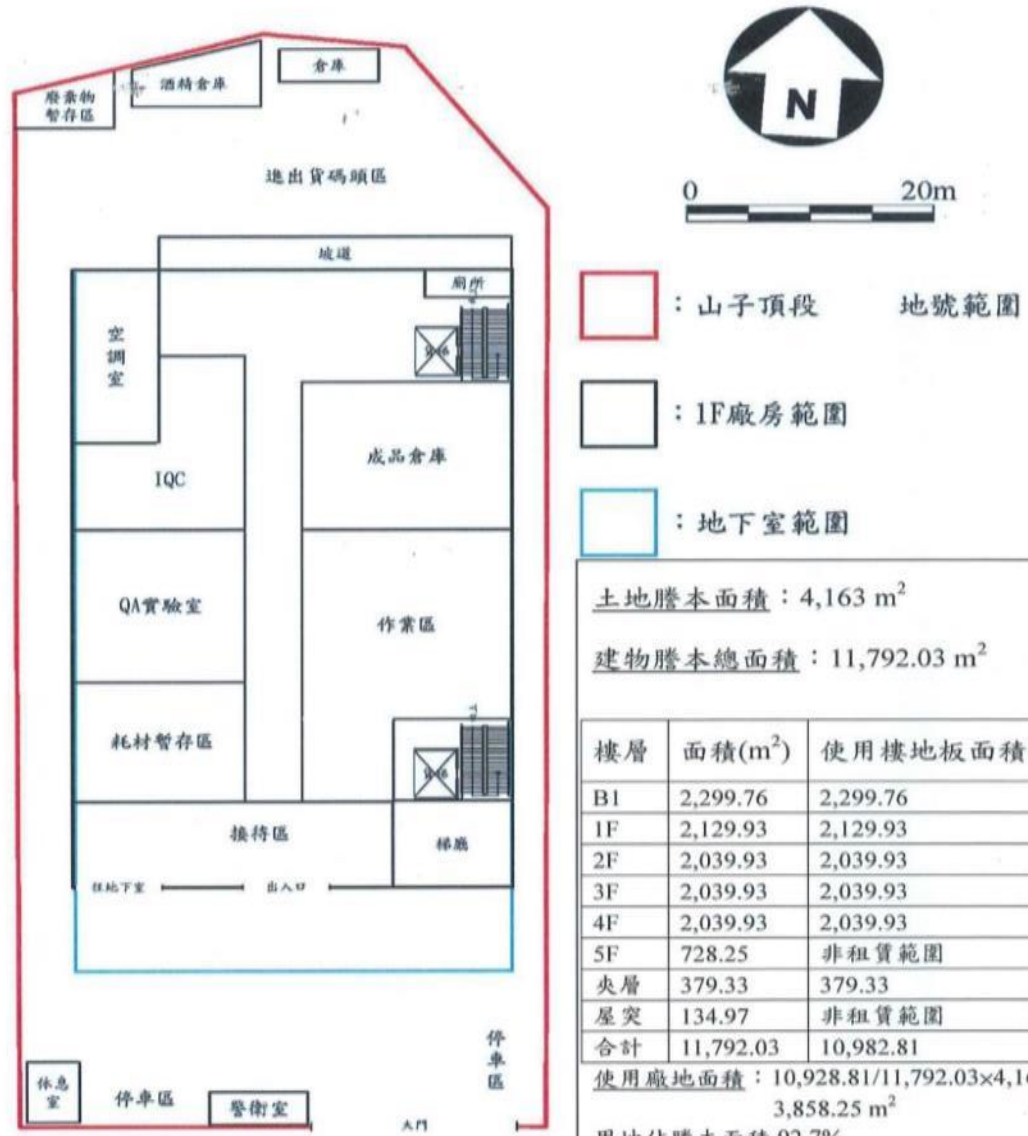 倉庫
酒精倉庫
廢棄物
暫存區
N
進出貨碼頭區
0 20m
坡道
廁所
：山子頂段 地號範圍
空調室
貨梯
：1F廠房範圍
成品倉庫
IQC
：地下室範圍
QA實驗室
作業區
土地謄本面積：4,163 m²
建物謄本總面積：11,792.03 m²
耗材暫存區
貨梯
接待區
梯廳
往地下室 出入口
樓層 面積(m²) 使用樓地板面積
B1 2,299.76 2,299.76
1F 2,129.93 2,129.93
2F 2,039.93 2,039.93
3F 2,039.93 2,039.93
4F 2,039.93 2,039.93
5F 728.25 非租賃範圍
夾層 379.33 379.33
屋突 134.97 非租賃範圍
合計 11,792.03 10,982.81
使用廠地面積：10,928.81/11,792.03×4,16
3,858.25 m²
停車區
休息室
停車區
警衛室
大門